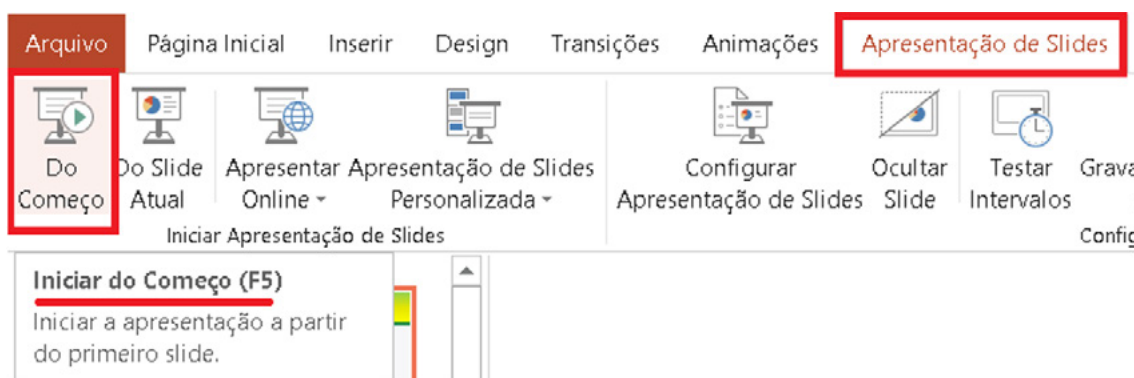 Arquivo Página Inicial Inserir Design Transições Animações Apresentação de Slides
Do Começo
Do Slide Atual
Apresentar Online
Apresentação de Slides Personalizada
Configurar Apresentação de Slides
Ocultar Slide
Testar Intervalos
Grava
Iniciar Apresentação de Slides
Config
Iniciar do Começo (F5)
Iniciar a apresentação a partir
do primeiro slide.